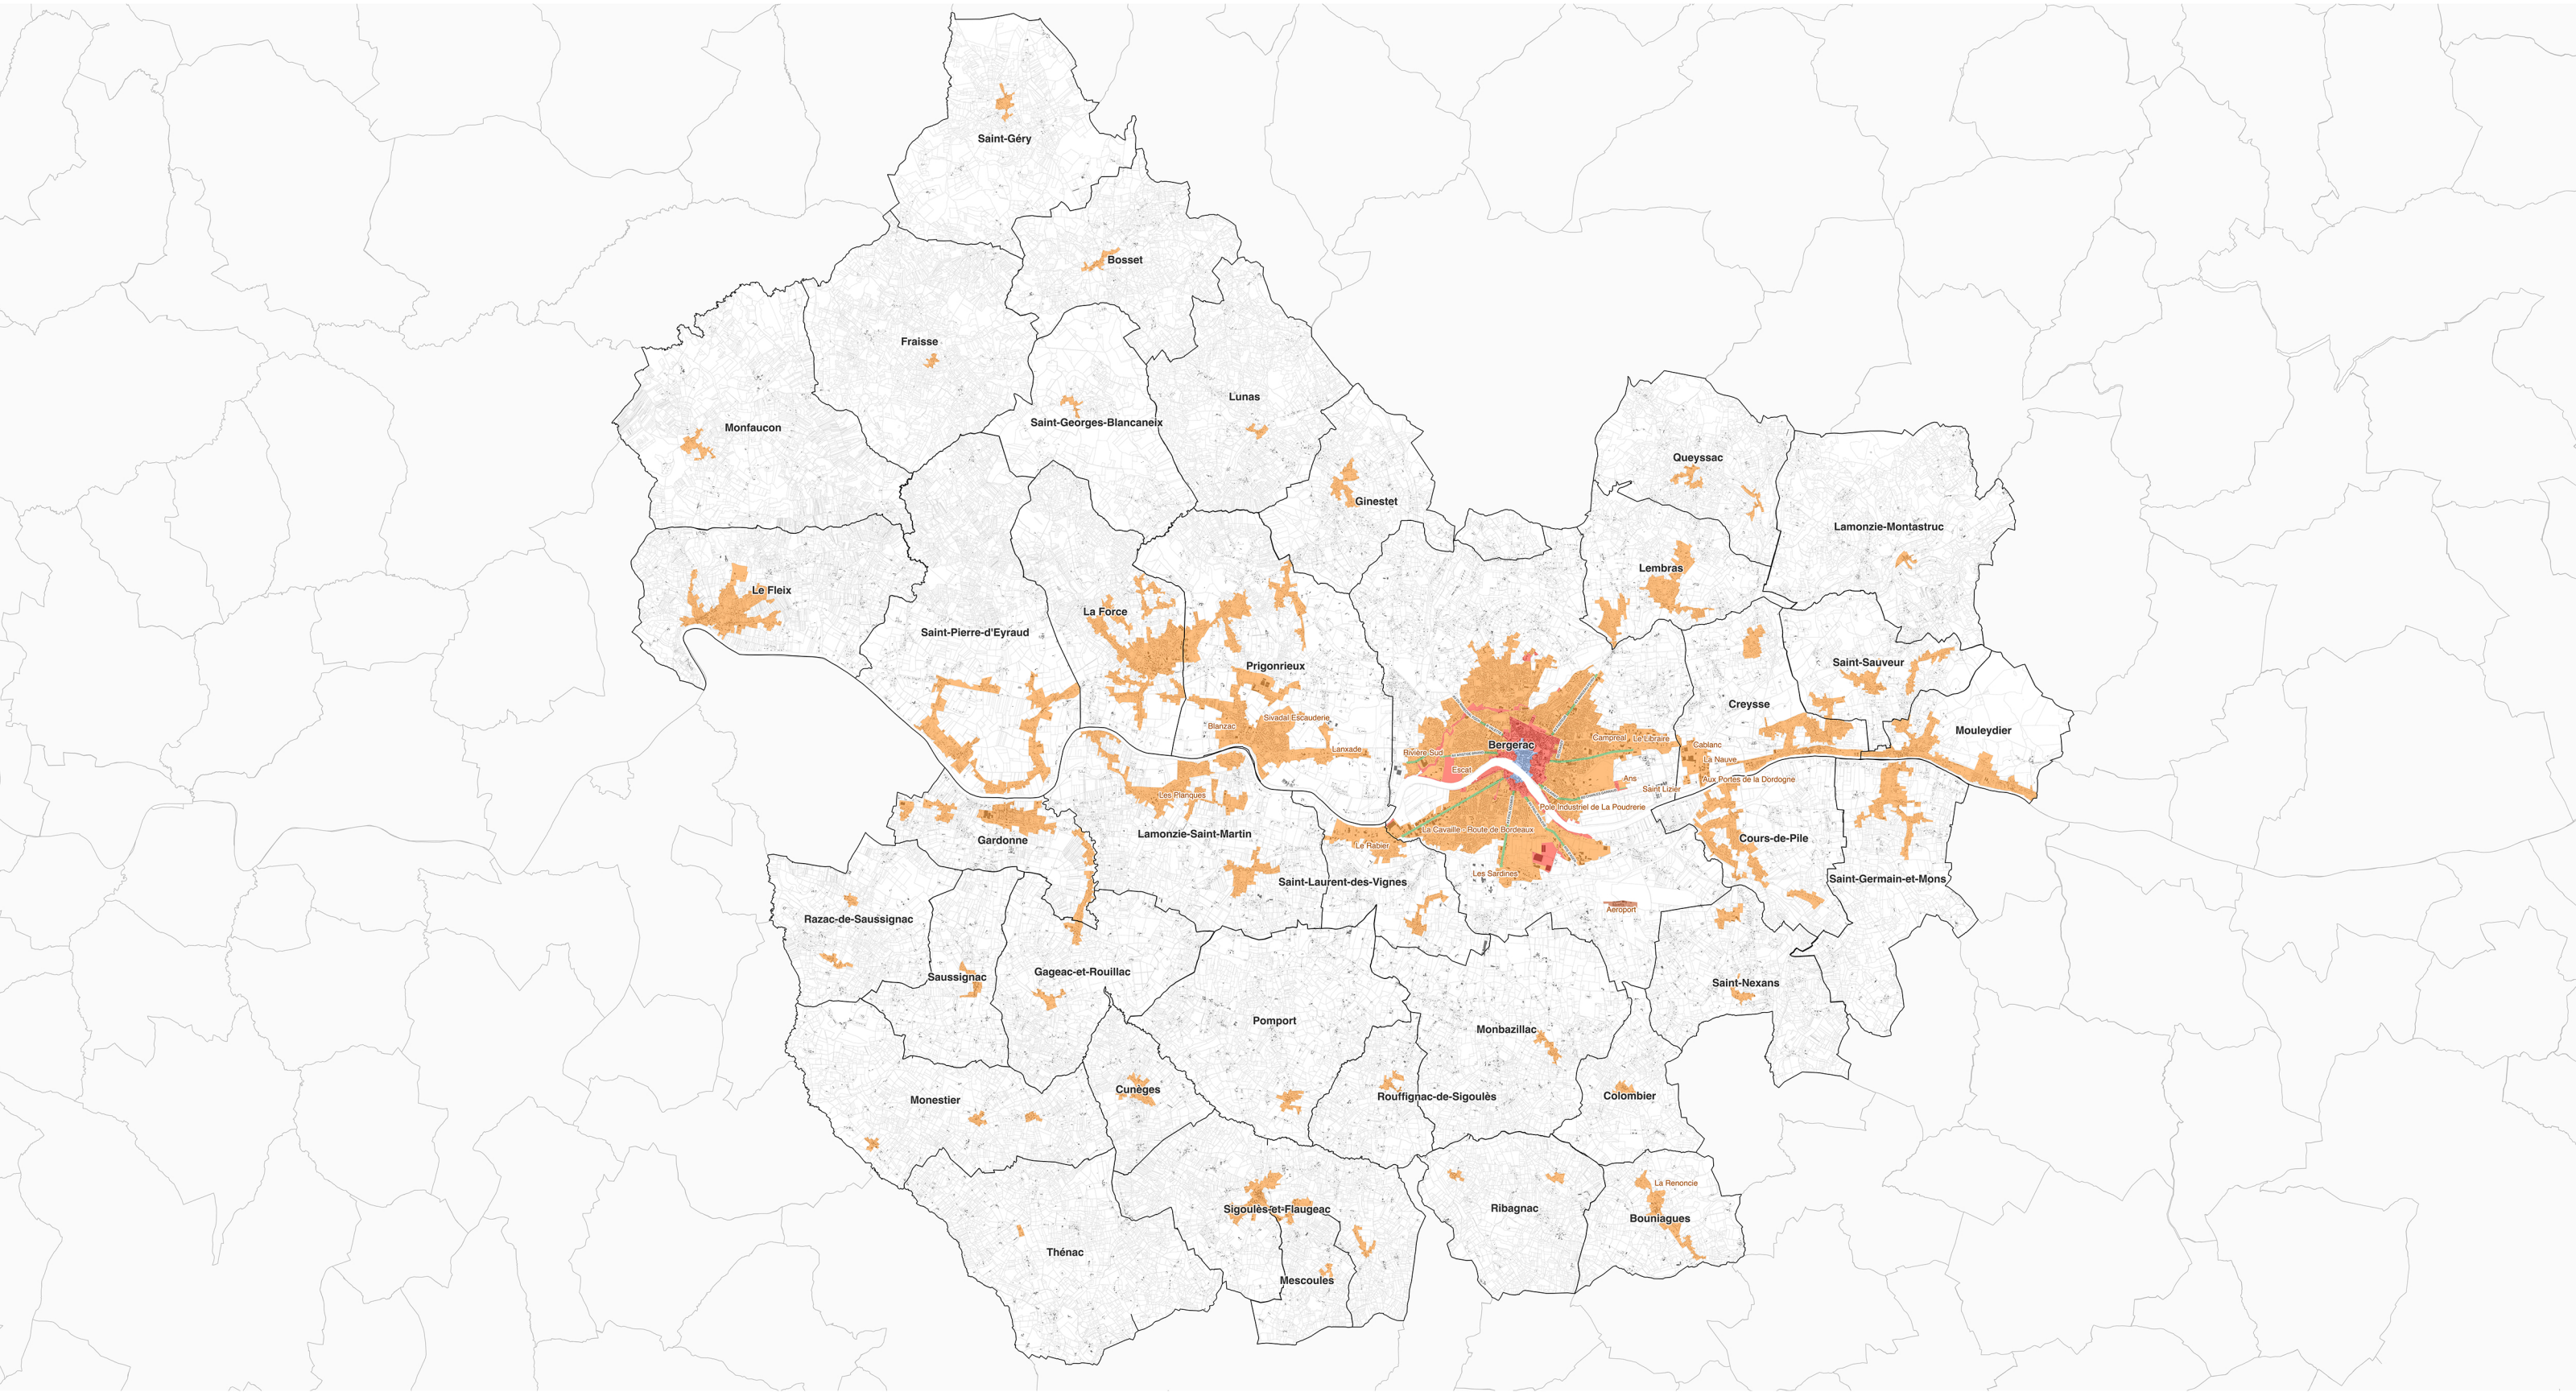 Saint-Géry
Bosset
Fraisse
Lunas
Saint-Georges-Blancaneix
Monfaucon
Queyssac
Ginestet
Lamonzie-Montastruc
Lembras
Le Fleix
La Force
Saint-Pierre-d'Eyraud
Saint-Sauveur
Prigonrieux
Creysse
Sivadal Escauderie
Blanzac
Mouleydier
Campreal
Le Libraire
Bergerac
Cablanc
Lanxade
Rivière Sud
La Nauve
Escat
Ans
Aux Portes de la Dordogne
Saint Lizier
Les Planques
Pole Industriel de La Poudrerie
La Cavaille - Route de Bordeaux
Lamonzie-Saint-Martin
Cours-de-Pile
Gardonne
Le Rabier
Les Sardines
Saint-Germain-et-Mons
Saint-Laurent-des-Vignes
Aeroport
Razac-de-Saussignac
Gageac-et-Rouillac
Saussignac
Saint-Nexans
Pomport
Monbazillac
Cunèges
Rouffignac-de-Sigoulès
Colombier
Monestier
La Renoncie
Sigoulès-et-Flaugeac
Ribagnac
Bouniagues
Thénac
Mescoules